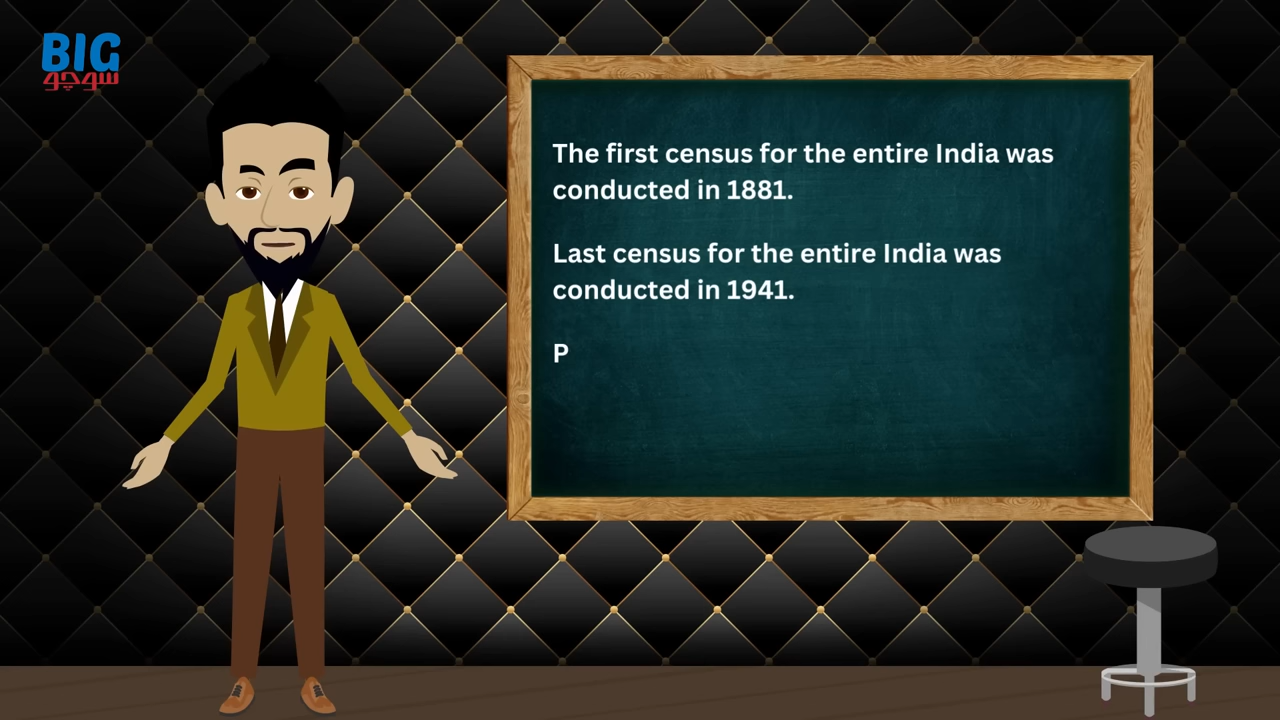 BIG
سوچو
The first census for the entire India was
conducted in 1881.
Last census for the entire India was
conducted in 1941.
P